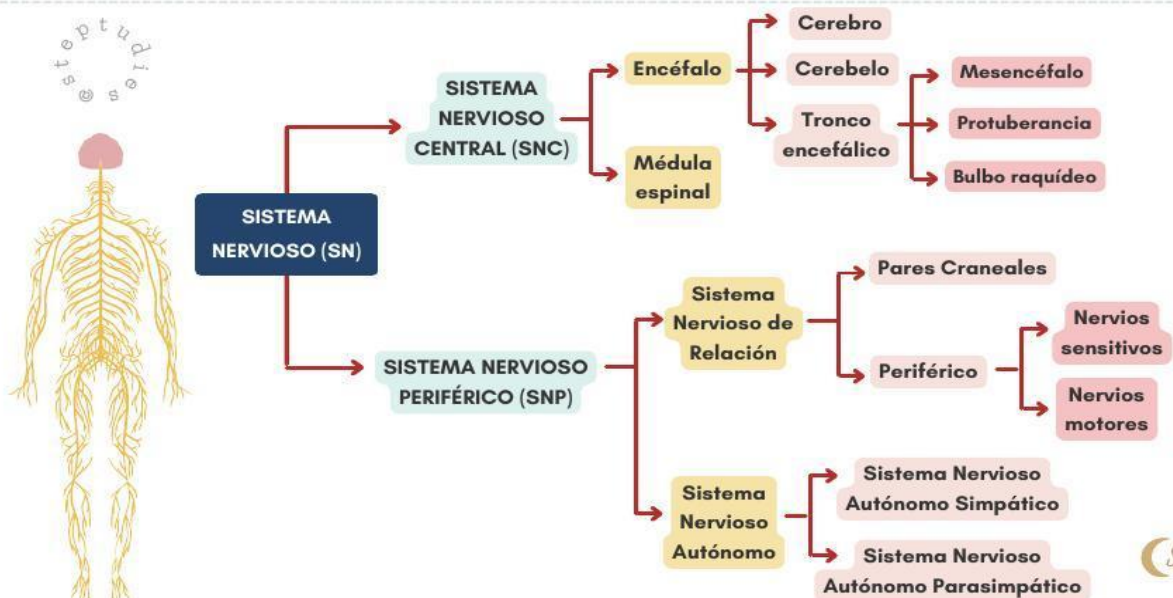 @steptudies
Cerebro
Encéfalo
Cerebelo
Mesencéfalo
SISTEMA
NERVIOSO
CENTRAL (SNC)
Tronco
encefálico
Protuberancia
Médula
espinal
Bulbo raquídeo
SISTEMA
NERVIOSO (SN)
Pares Craneales
Sistema
Nervioso de
Relación
Nervios
sensitivos
SISTEMA NERVIOSO
PERIFÉRICO (SNP)
Periférico
Nervios
motores
Sistema Nervioso
Autónomo Simpático
Sistema
Nervioso
Autónomo
Sistema Nervioso
Autónomo Parasimpático